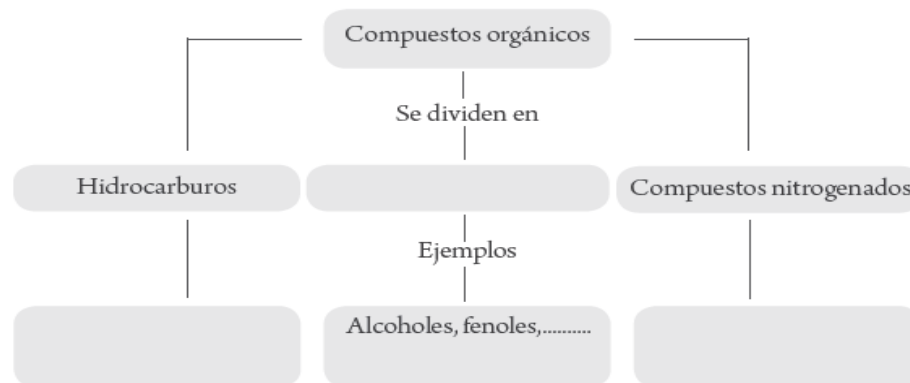 Compuestos orgánicos
Se dividen en
Hidrocarburos
Compuestos nitrogenados
Ejemplos
Alcoholes, fenoles,..........